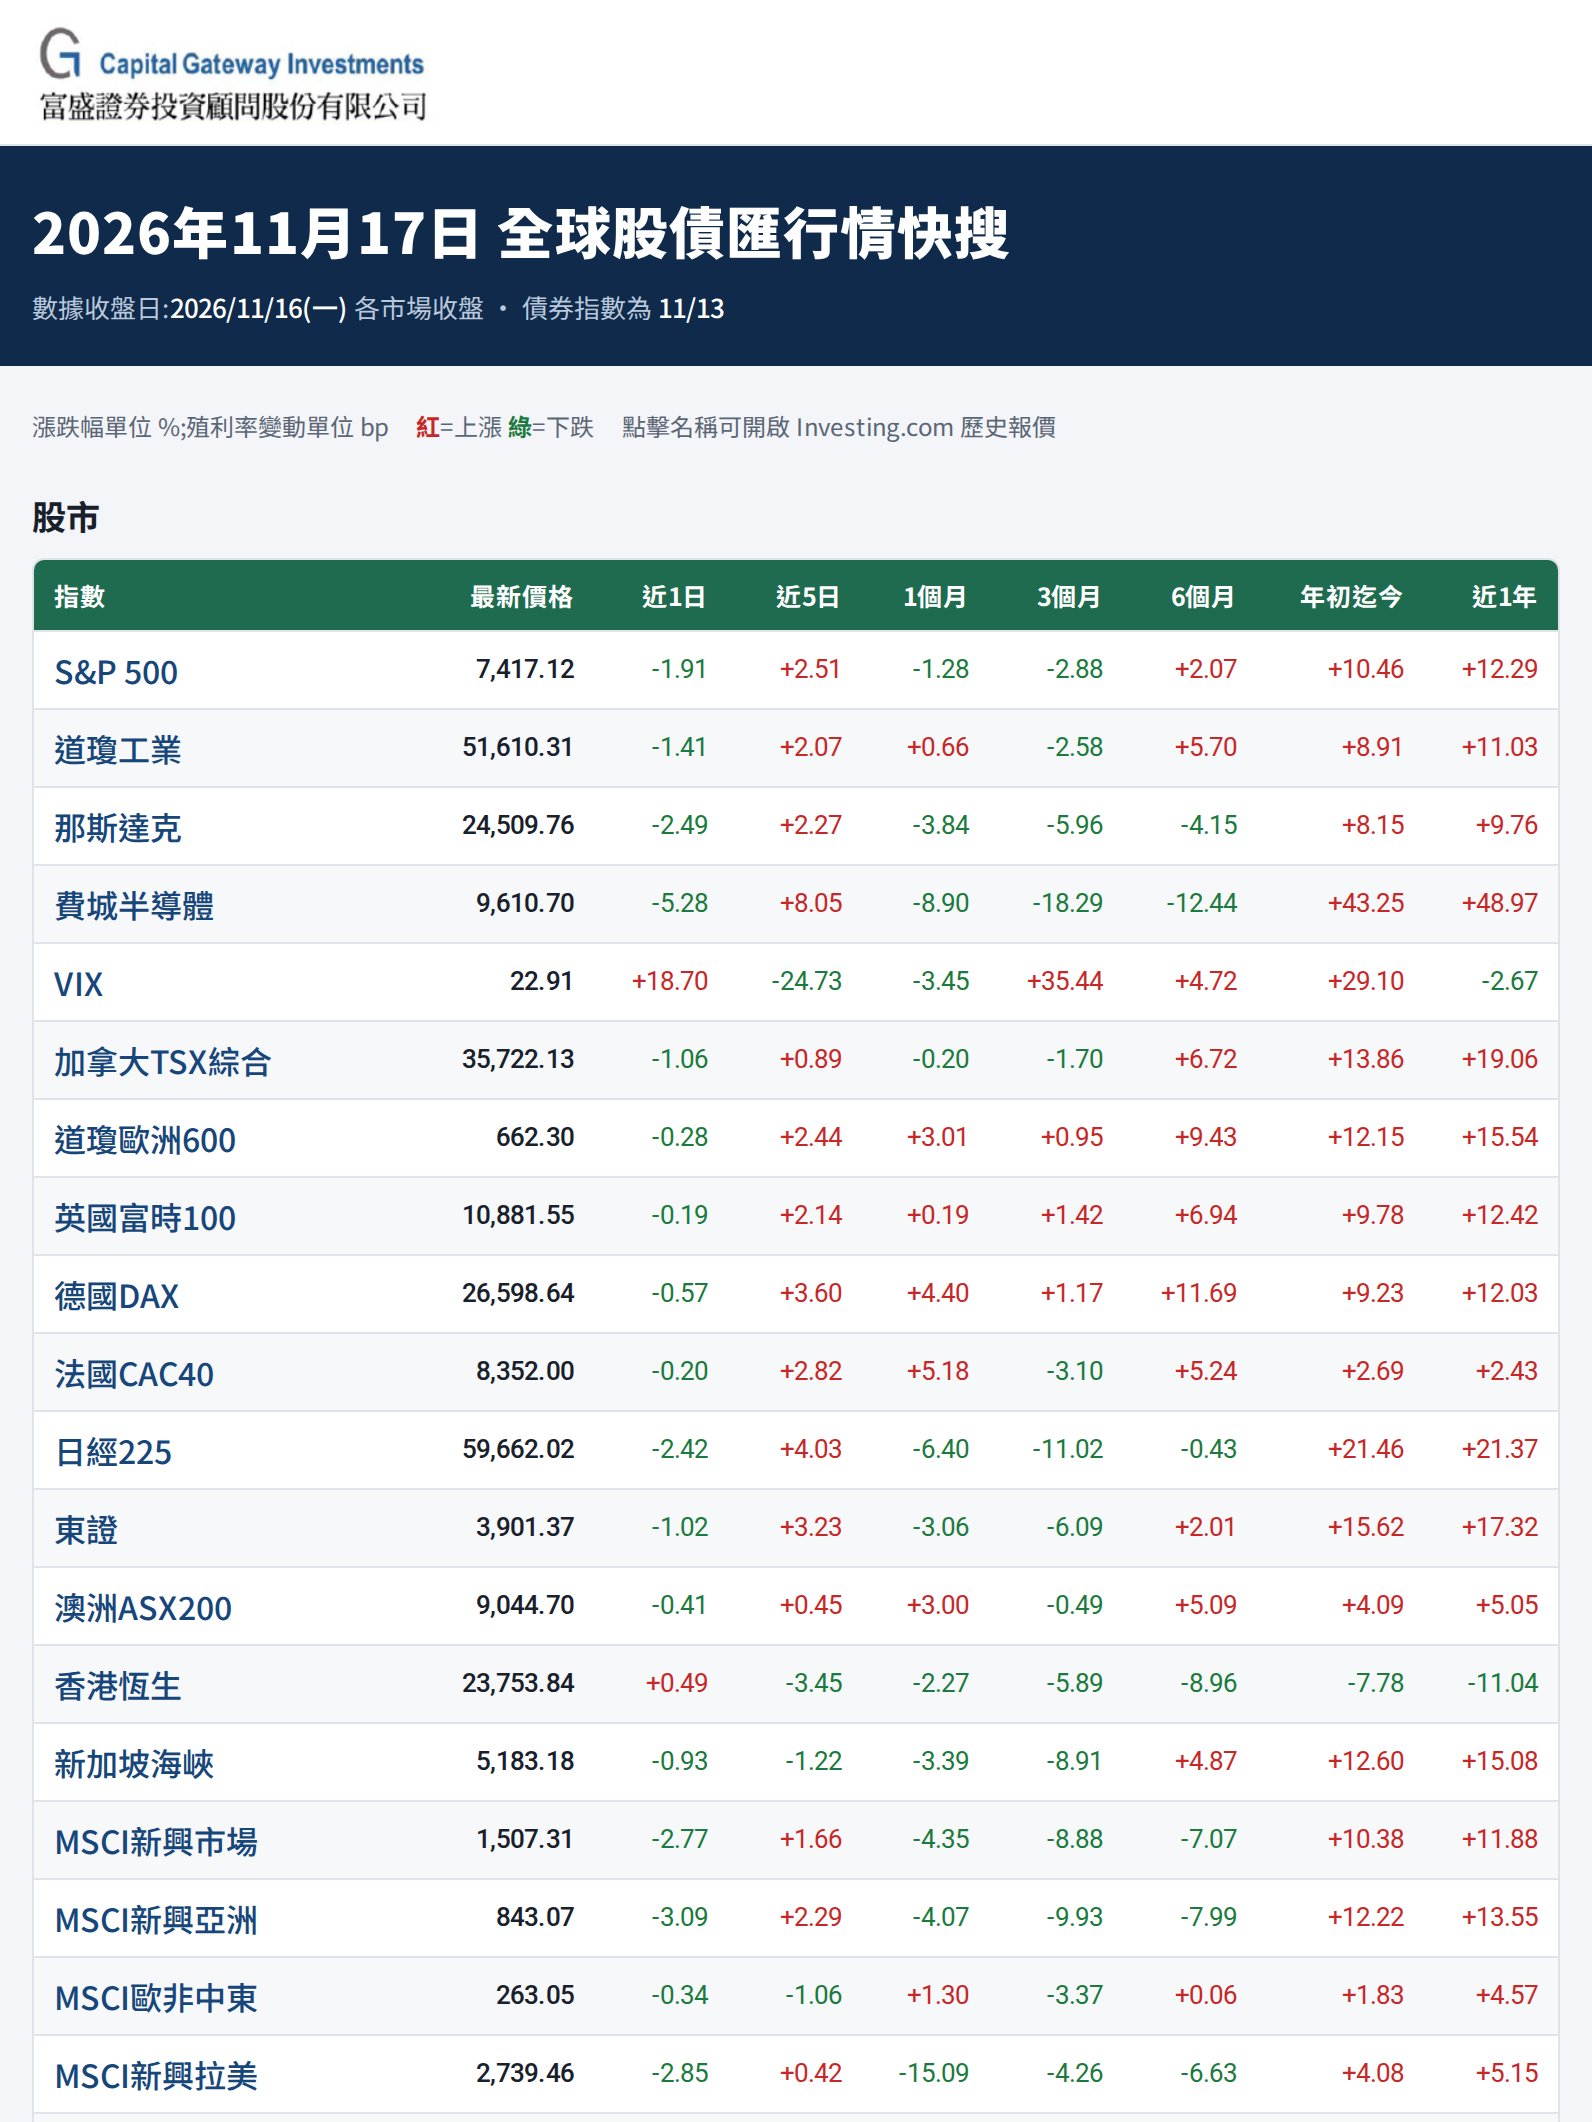 G Capital Gateway Investments
富盛證券投資顧問股份有限公司
2026年11月17日 全球股債匯行情快搜
數據收盤日:2026/11/16(一) 各市場收盤 · 債券指數為 11/13
漲跌幅單位 %;殖利率變動單位 bp 紅=上漲 綠=下跌 點擊名稱可開啟 Investing.com 歷史報價
股市
指數 最新價格 近1日 近5日 1個月 3個月 6個月 年初迄今 近1年
S&P 500 7,417.12 -1.91 +2.51 -1.28 -2.88 +2.07 +10.46 +12.29
道瓊工業 51,610.31 -1.41 +2.07 +0.66 -2.58 +5.70 +8.91 +11.03
那斯達克 24,509.76 -2.49 +2.27 -3.84 -5.96 -4.15 +8.15 +9.76
費城半導體 9,610.70 -5.28 +8.05 -8.90 -18.29 -12.44 +43.25 +48.97
VIX 22.91 +18.70 -24.73 -3.45 +35.44 +4.72 +29.10 -2.67
加拿大TSX綜合 35,722.13 -1.06 +0.89 -0.20 -1.70 +6.72 +13.86 +19.06
道瓊歐洲600 662.30 -0.28 +2.44 +3.01 +0.95 +9.43 +12.15 +15.54
英國富時100 10,881.55 -0.19 +2.14 +0.19 +1.42 +6.94 +9.78 +12.42
德國DAX 26,598.64 -0.57 +3.60 +4.40 +1.17 +11.69 +9.23 +12.03
法國CAC40 8,352.00 -0.20 +2.82 +5.18 -3.10 +5.24 +2.69 +2.43
日經225 59,662.02 -2.42 +4.03 -6.40 -11.02 -0.43 +21.46 +21.37
東證 3,901.37 -1.02 +3.23 -3.06 -6.09 +2.01 +15.62 +17.32
澳洲ASX200 9,044.70 -0.41 +0.45 +3.00 -0.49 +5.09 +4.09 +5.05
香港恆生 23,753.84 +0.49 -3.45 -2.27 -5.89 -8.96 -7.78 -11.04
新加坡海峽 5,183.18 -0.93 -1.22 -3.39 -8.91 +4.87 +12.60 +15.08
MSCI新興市場 1,507.31 -2.77 +1.66 -4.35 -8.88 -7.07 +10.38 +11.88
MSCI新興亞洲 843.07 -3.09 +2.29 -4.07 -9.93 -7.99 +12.22 +13.55
MSCI歐非中東 263.05 -0.34 -1.06 +1.30 -3.37 +0.06 +1.83 +4.57
MSCI新興拉美 2,739.46 -2.85 +0.42 -15.09 -4.26 -6.63 +4.08 +5.15